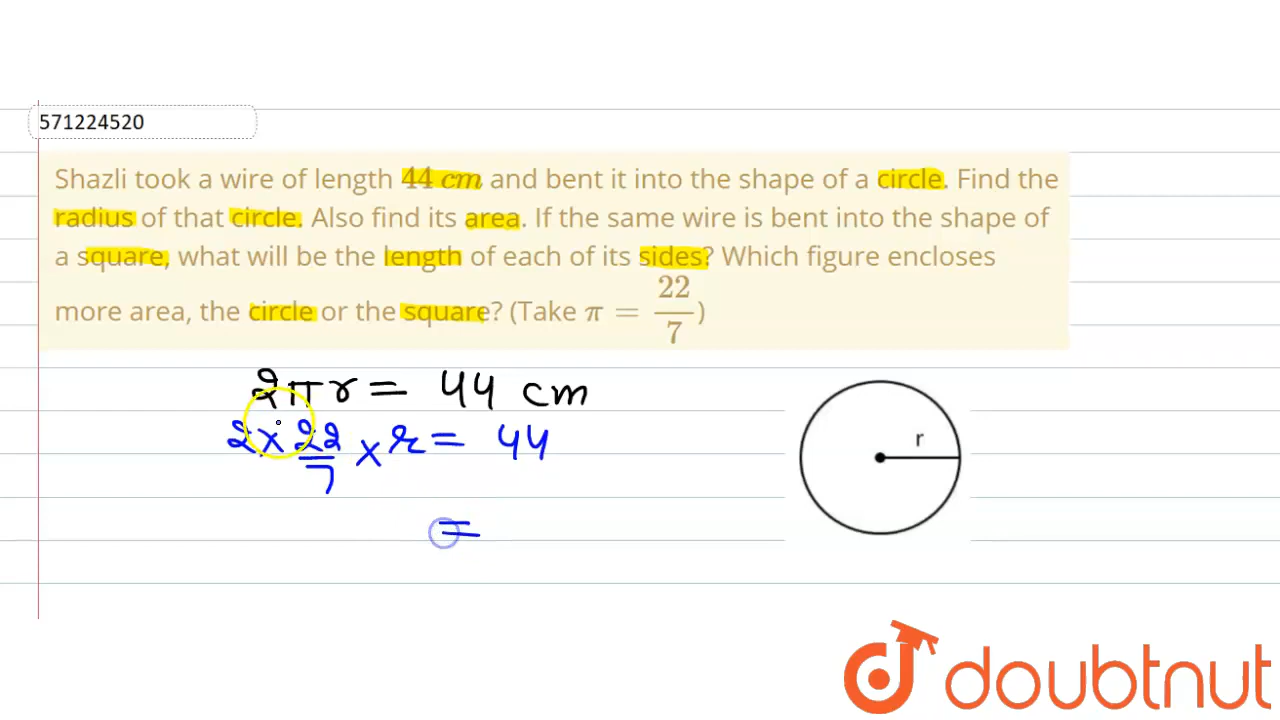 571224520
Shazli took a wire of length 44 cm and bent it into the shape of a circle. Find the
radius of that circle. Also find its area. If the same wire is bent into the shape of
a square, what will be the length of each of its sides? Which figure encloses
more area, the circle or the square? (Take π = 22/7)
2πr = 44 cm
2 × 22/7 × r = 44
=
r
doubtnut